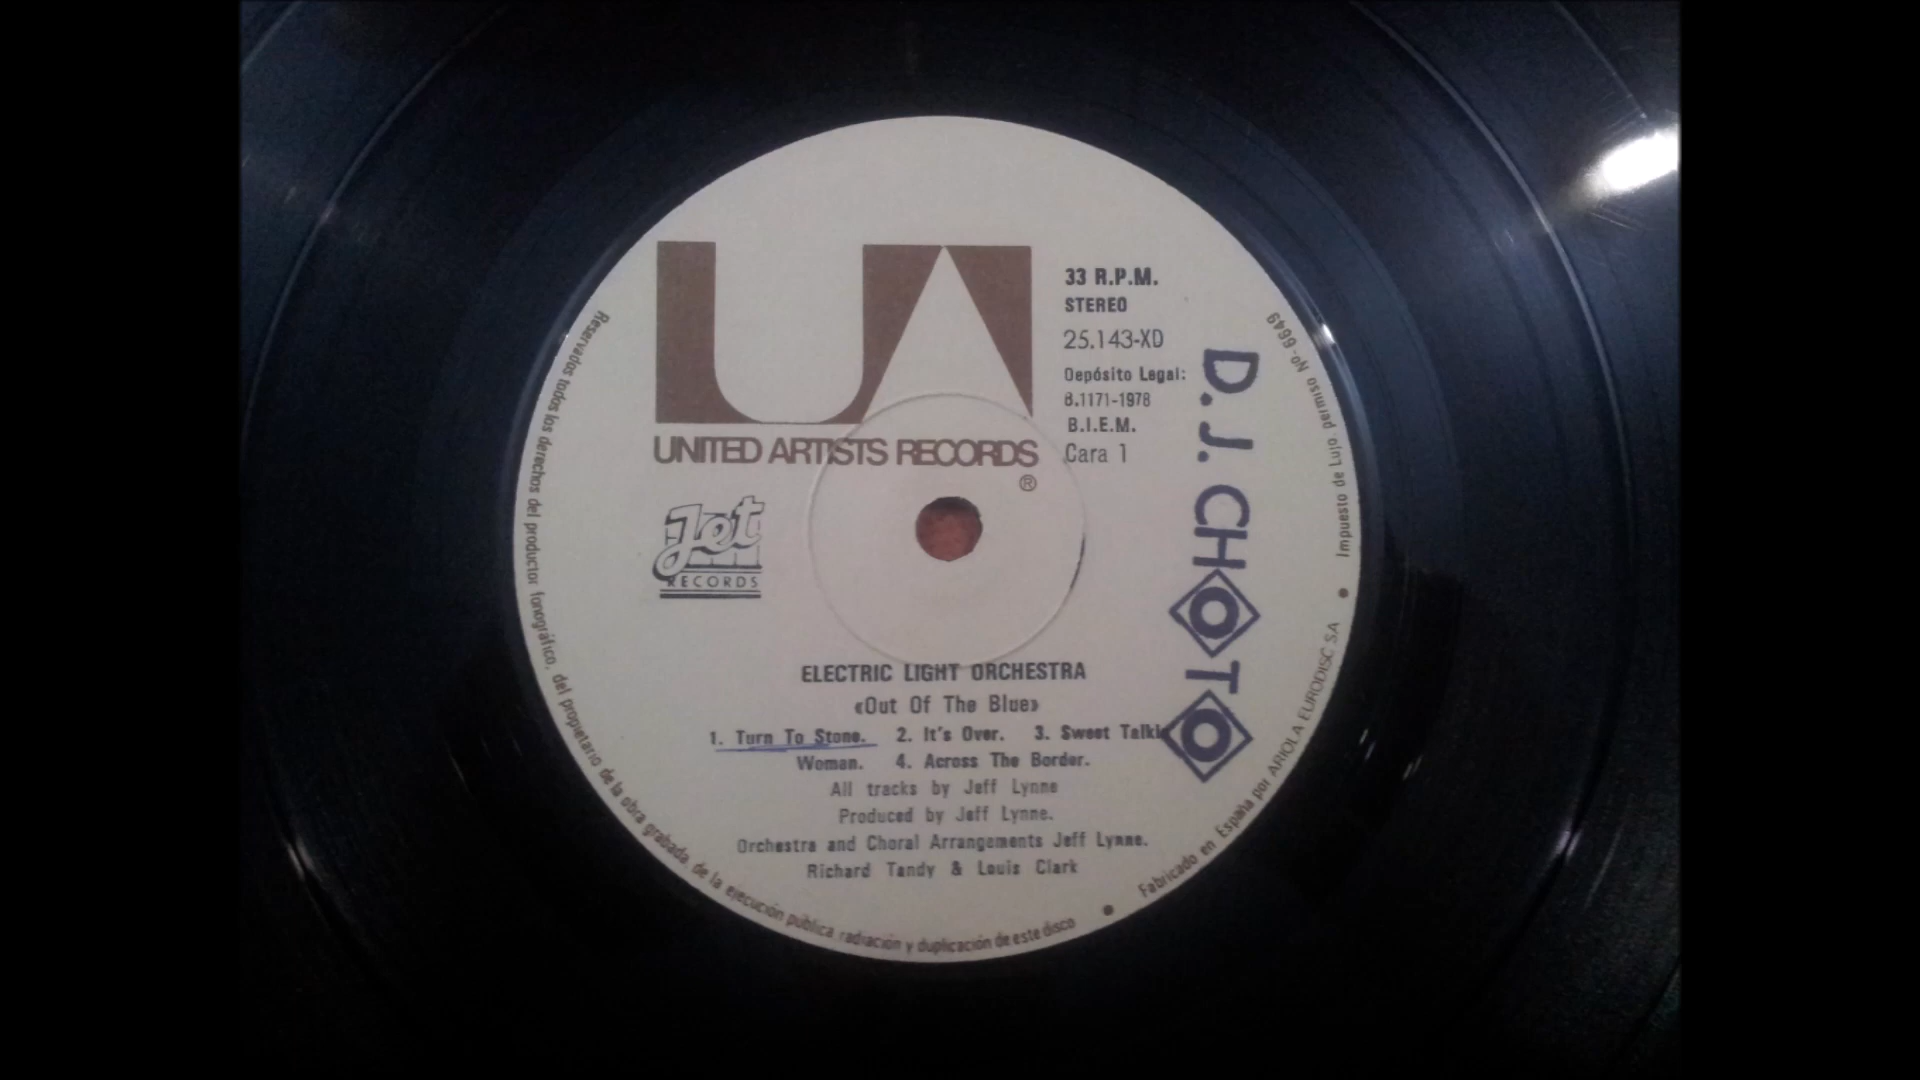 UA
33 R.P.M.
STEREO
25.143-XD
Depósito Legal:
B.1171-1978
B.I.E.M.
Cara 1
UNITED ARTISTS RECORDS
®
Jet
RECORDS
D.J. CHOTO
ELECTRIC LIGHT ORCHESTRA
«Out Of The Blue»
1. Turn To Stone. 2. It's Over. 3. Sweet Talki
Woman. 4. Across The Border.
All tracks by Jeff Lynne
Produced by Jeff Lynne.
Orchestra and Choral Arrangements Jeff Lynne.
Richard Tandy & Louis Clark
Reservados todos los derechos del productor fonográfico, del propietario de la obra grabada, de la ejecución pública radiación y duplicación de este disco
• Fabricado en España por ARIOLA EURODISC S.A
• Impuesto de Lujo, permiso Nº-6649